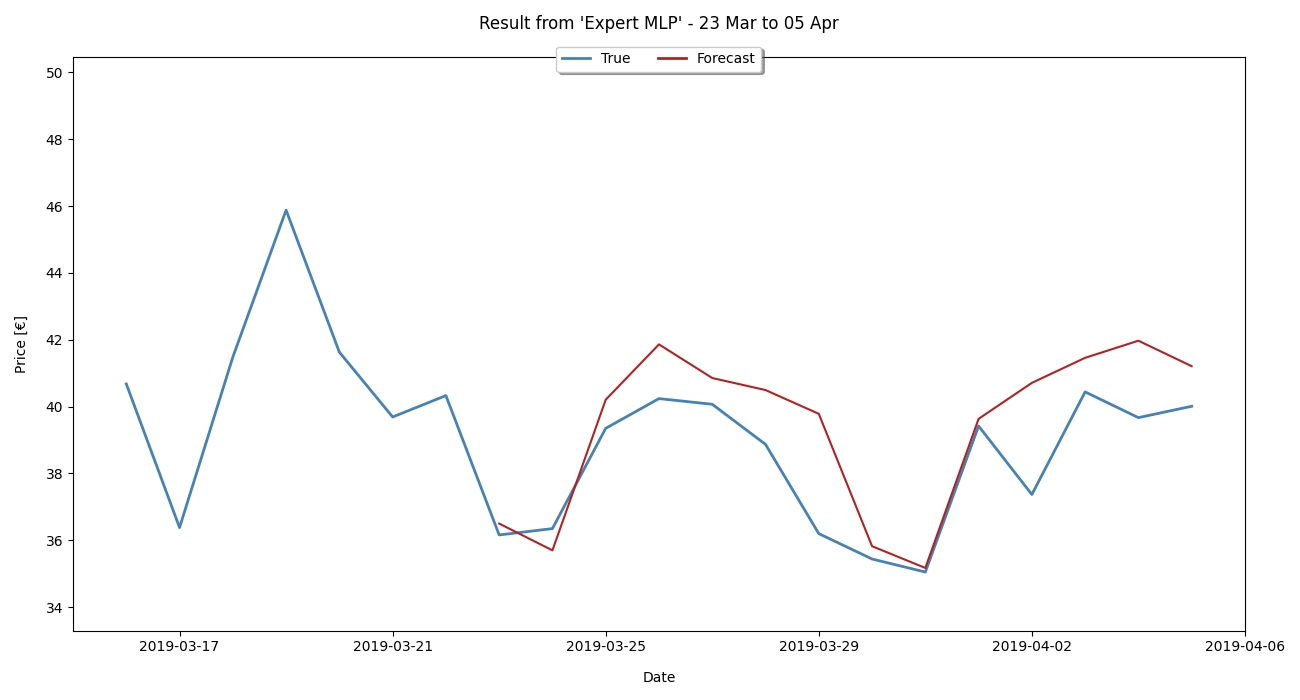 Result from 'Expert MLP' - 23 Mar to 05 Apr
True Forecast
50
48
46
44
42
40
38
36
34
Price [€]
2019-03-17 2019-03-21 2019-03-25 2019-03-29 2019-04-02 2019-04-06
Date